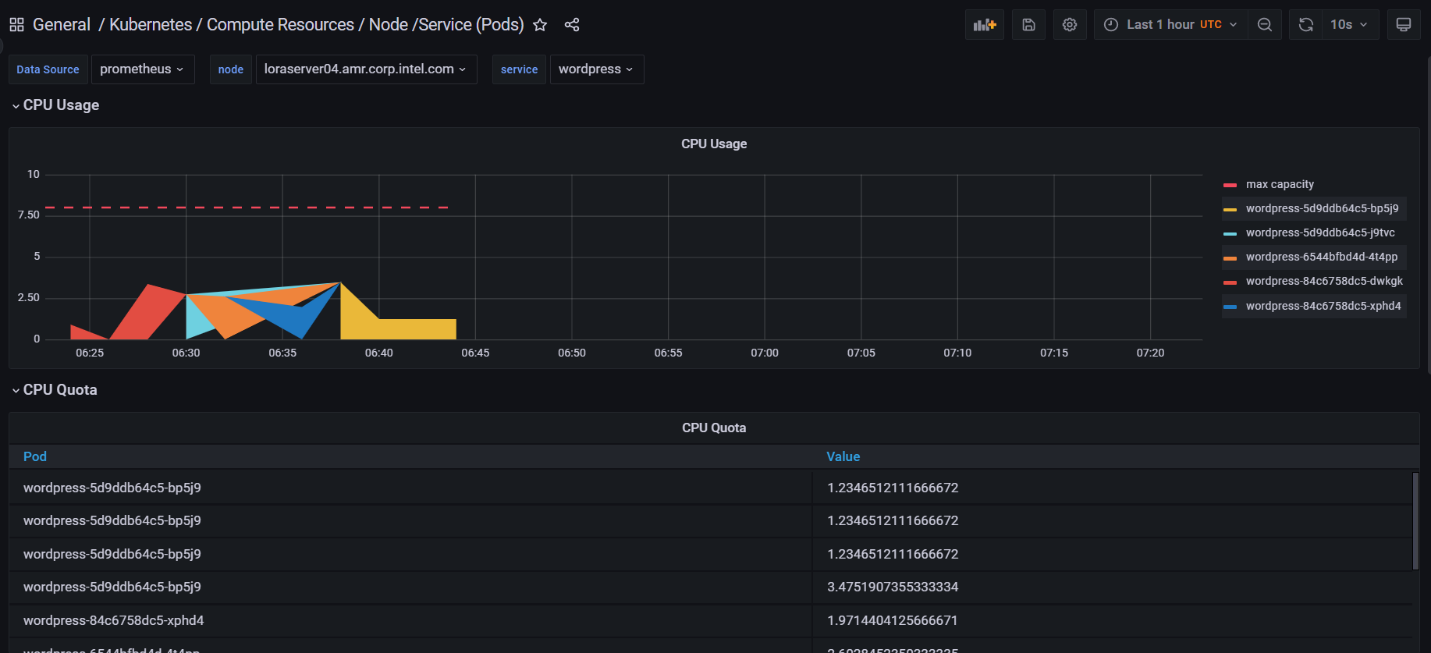 General / Kubernetes / Compute Resources / Node /Service (Pods)
Last 1 hour UTC
10s
Data Source prometheus node loraserver04.amr.corp.intel.com service wordpress
CPU Usage
CPU Usage
10
7.50
5
2.50
0
06:25 06:30 06:35 06:40 06:45 06:50 06:55 07:00 07:05 07:10 07:15 07:20
max capacity
wordpress-5d9ddb64c5-bp5j9
wordpress-5d9ddb64c5-j9tvc
wordpress-6544bfbd4d-4t4pp
wordpress-84c6758dc5-dwkgk
wordpress-84c6758dc5-xphd4
CPU Quota
CPU Quota
Pod Value
wordpress-5d9ddb64c5-bp5j9 1.2346512111666672
wordpress-5d9ddb64c5-bp5j9 1.2346512111666672
wordpress-5d9ddb64c5-bp5j9 1.2346512111666672
wordpress-5d9ddb64c5-bp5j9 3.4751907355333334
wordpress-84c6758dc5-xphd4 1.9714404125666671
wordpress-6544bfbd4d-4t4pp